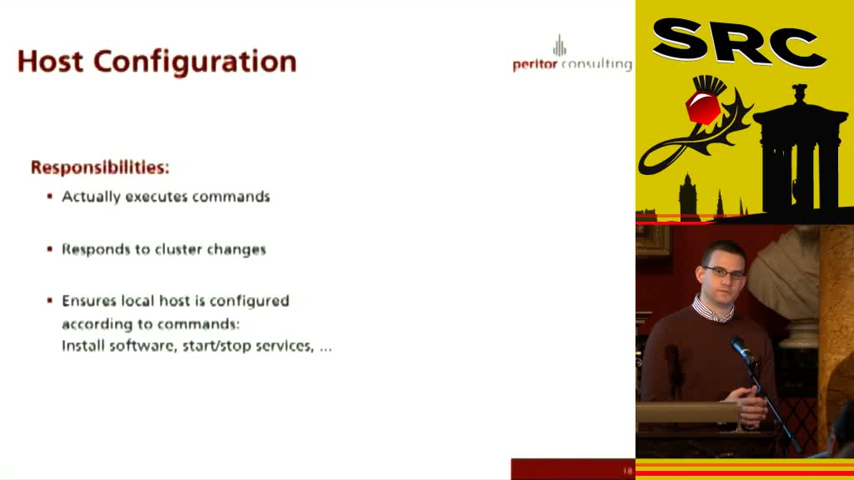 Host Configuration
peritor consulting
Responsibilities:
Actually executes commands
Responds to cluster changes
Ensures local host is configured
according to commands:
Install software, start/stop services, ...
18
SRC